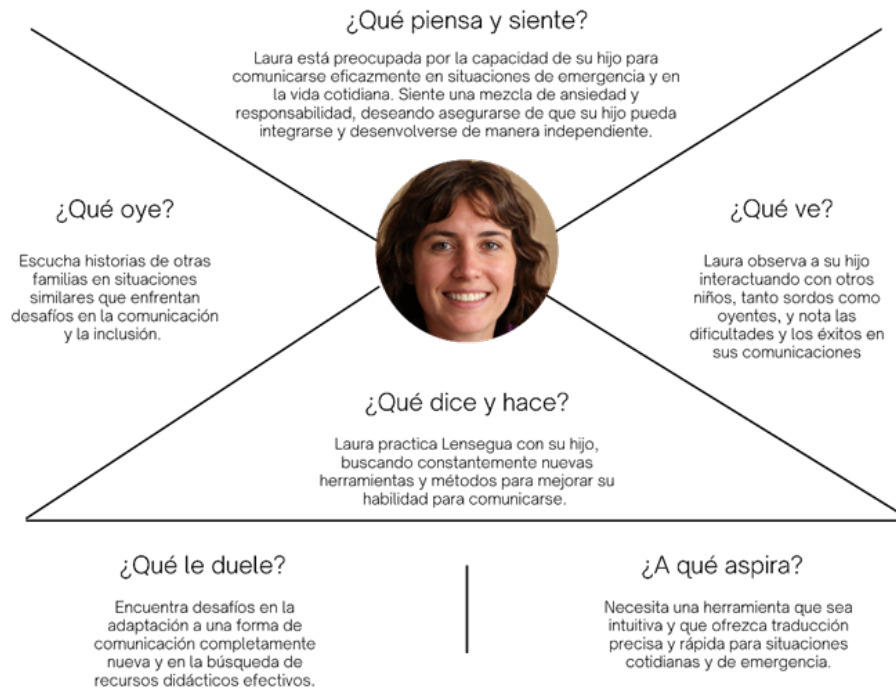 ¿Qué piensa y siente?
Laura está preocupada por la capacidad de su hijo para
comunicarse eficazmente en situaciones de emergencia y en
la vida cotidiana. Siente una mezcla de ansiedad y
responsabilidad, deseando asegurarse de que su hijo pueda
integrarse y desenvolverse de manera independiente.
¿Qué oye?
Escucha historias de otras
familias en situaciones
similares que enfrentan
desafíos en la comunicación
y la inclusión.
¿Qué ve?
Laura observa a su hijo
interactuando con otros
niños, tanto sordos como
oyentes, y nota las
dificultades y los éxitos en
sus comunicaciones
¿Qué dice y hace?
Laura practica Lensegua con su hijo,
buscando constantemente nuevas
herramientas y métodos para mejorar su
habilidad para comunicarse.
¿Qué le duele?
Encuentra desafíos en la
adaptación a una forma de
comunicación completamente
nueva y en la búsqueda de
recursos didácticos efectivos.
¿A qué aspira?
Necesita una herramienta que sea
intuitiva y que ofrezca traducción
precisa y rápida para situaciones
cotidianas y de emergencia.